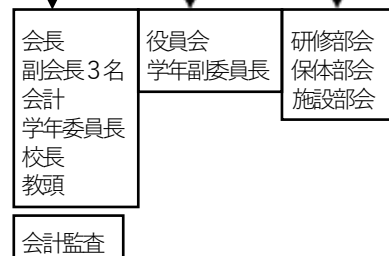 会長
副会長３名
会計
学年委員長
校長
教頭
役員会
学年副委員長
研修部会
保体部会
施設部会
会計監査